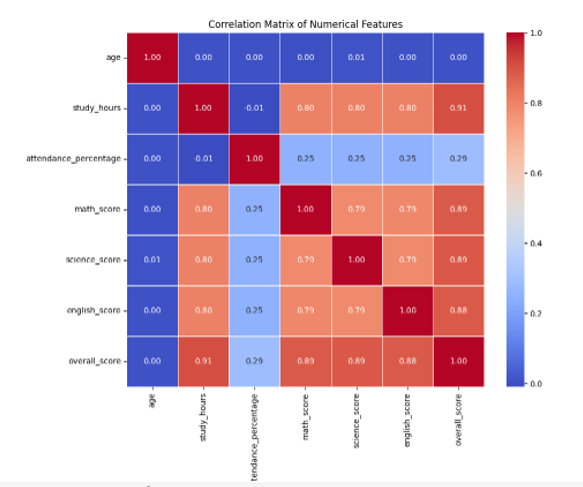 Correlation Matrix of Numerical Features
age 1.00 0.00 0.00 0.00 0.01 0.00 0.00
study_hours 0.00 1.00 -0.01 0.80 0.80 0.80 0.91
attendance_percentage 0.00 -0.01 1.00 0.25 0.25 0.25 0.29
math_score 0.00 0.80 0.25 1.00 0.79 0.79 0.89
science_score 0.01 0.80 0.25 0.79 1.00 0.79 0.89
english_score 0.00 0.80 0.25 0.79 0.79 1.00 0.88
overall_score 0.00 0.91 0.29 0.89 0.89 0.88 1.00
age
study_hours
tendance_percentage
math_score
science_score
english_score
overall_score
1.0
0.8
0.6
0.4
0.2
0.0